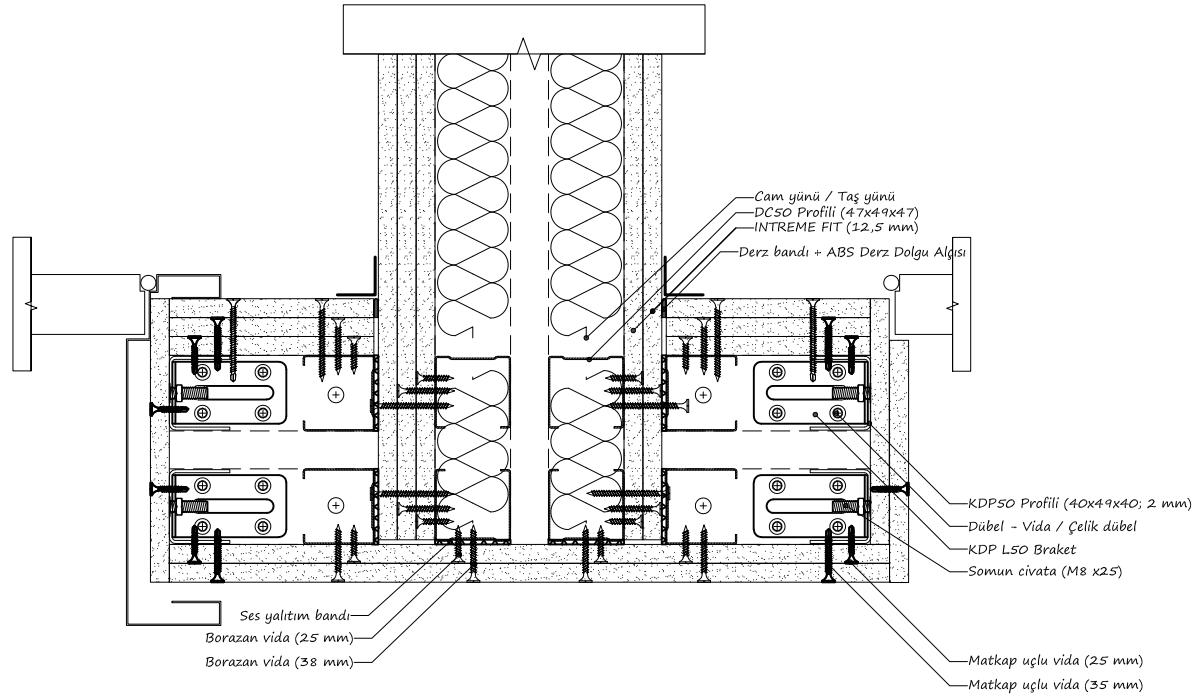 Cam yünü / Taş yünü
DC50 Profili (47x49x47)
INTREME FIT (12,5 mm)
Derz bandı + ABS Derz Dolgu Alçısı
KDP50 Profili (40x49x40; 2 mm)
Dübel - Vida / Çelik dübel
KDP L50 Braket
Somun civata (M8 x25)
Ses yalıtım bandı
Borazan vida (25 mm)
Borazan vida (38 mm)
Matkap uçlu vida (25 mm)
Matkap uçlu vida (35 mm)